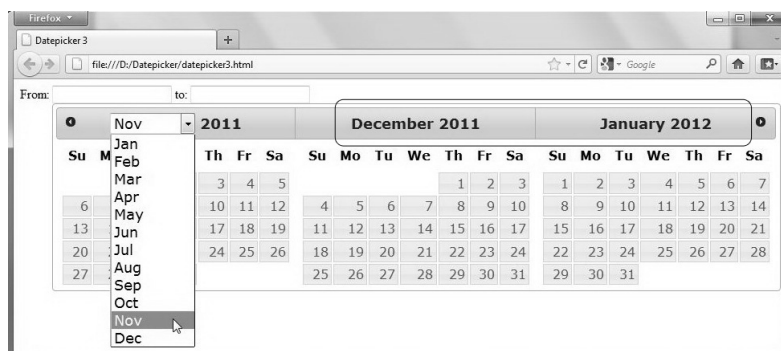 Firefox
Datepicker 3
file:///D:/Datepicker/datepicker3.html
Google
From: to:
Nov 2011 December 2011 January 2012
Su M Th Fr Sa Su Mo Tu We Th Fr Sa Su Mo Tu We Th Fr Sa
3 4 5 1 2 3 1 2 3 4 5 6 7
6 10 11 12 4 5 6 7 8 9 10 8 9 10 11 12 13 14
13 17 18 19 11 12 13 14 15 16 17 15 16 17 18 19 20 21
20 24 25 26 18 19 20 21 22 23 24 22 23 24 25 26 27 28
27 25 26 27 28 29 30 31 29 30 31
Jan
Feb
Mar
Apr
May
Jun
Jul
Aug
Sep
Oct
Nov
Dec